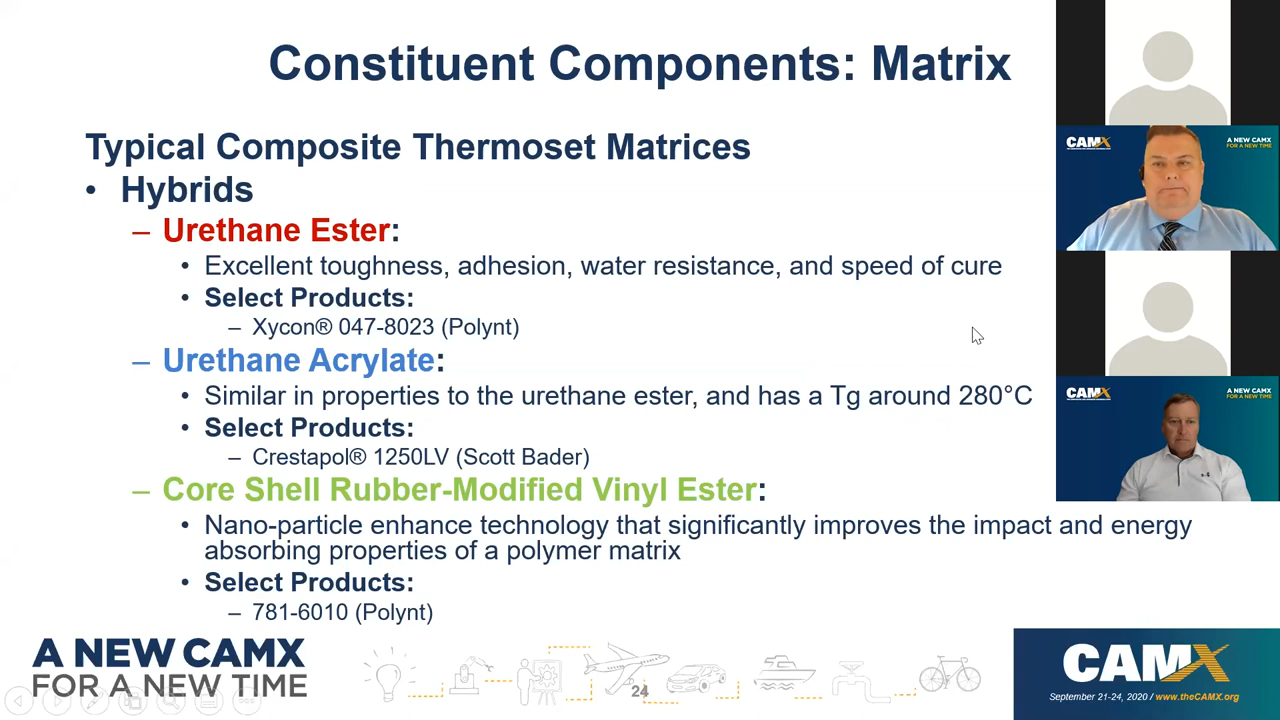 Constituent Components: Matrix
Typical Composite Thermoset Matrices
• Hybrids
– Urethane Ester:
• Excellent toughness, adhesion, water resistance, and speed of cure
• Select Products:
– Xycon® 047-8023 (Polynt)
– Urethane Acrylate:
• Similar in properties to the urethane ester, and has a Tg around 280°C
• Select Products:
– Crestapol® 1250LV (Scott Bader)
– Core Shell Rubber-Modified Vinyl Ester:
• Nano-particle enhance technology that significantly improves the impact and energy
absorbing properties of a polymer matrix
• Select Products:
– 781-6010 (Polynt)
CAMX
A NEW CAMX
FOR A NEW TIME
CAMX
A NEW CAMX
FOR A NEW TIME
A NEW CAMX
FOR A NEW TIME
24
CAMX
September 21-24, 2020 / www.theCAMX.org